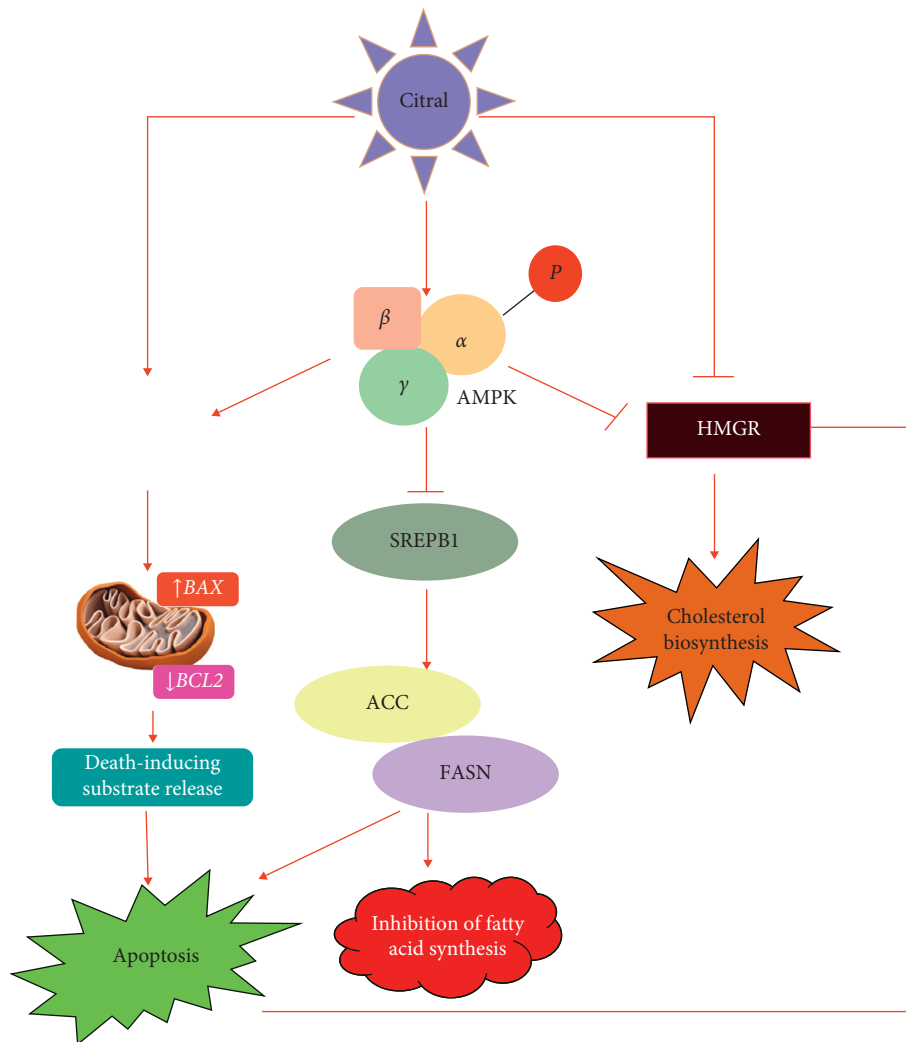 Citral
P
β
α
γ
AMPK
HMGR
SREPB1
↑BAX
Cholesterol
biosynthesis
↓BCL2
ACC
Death-inducing
substrate release
FASN
Inhibition of fatty
acid synthesis
Apoptosis